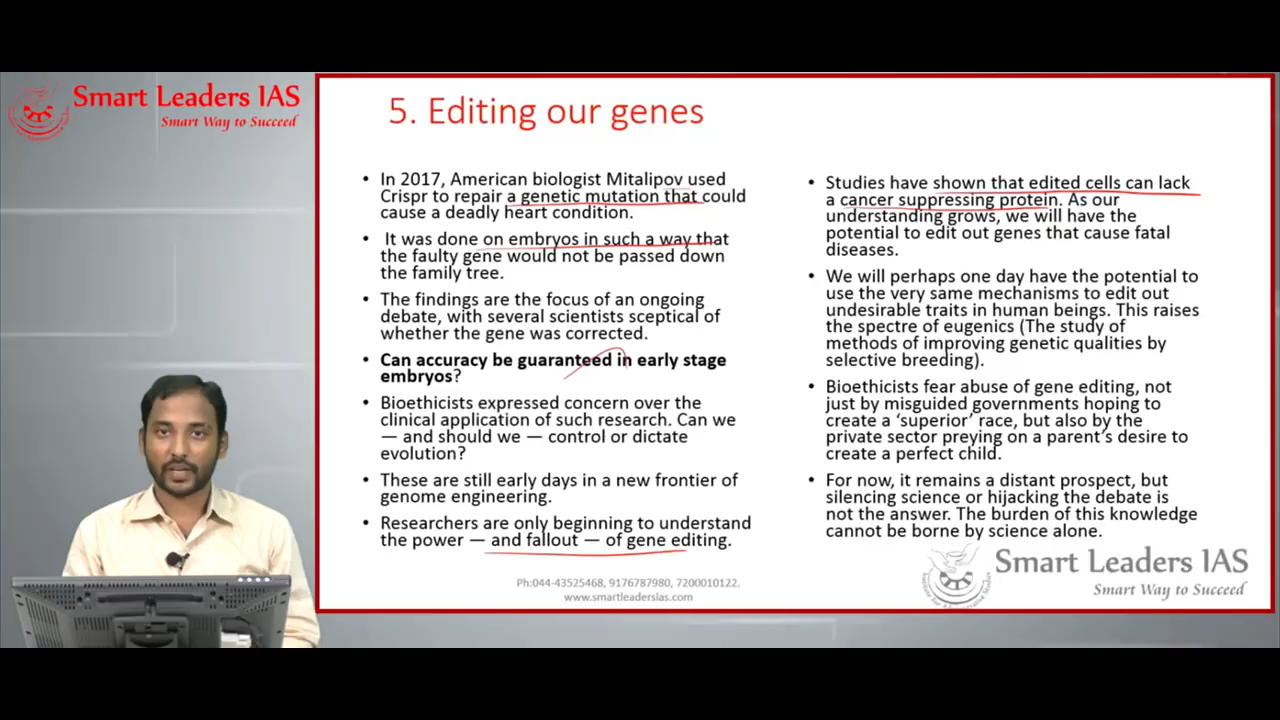 Smart Leaders IAS
Smart Way to Succeed
5. Editing our genes
• In 2017, American biologist Mitalipov used
Crispr to repair a genetic mutation that could
cause a deadly heart condition.
• It was done on embryos in such a way that
the faulty gene would not be passed down
the family tree.
• The findings are the focus of an ongoing
debate, with several scientists sceptical of
whether the gene was corrected.
• Can accuracy be guaranteed in early stage
embryos?
• Bioethicists expressed concern over the
clinical application of such research. Can we
— and should we — control or dictate
evolution?
• These are still early days in a new frontier of
genome engineering.
• Researchers are only beginning to understand
the power — and fallout — of gene editing.
• Studies have shown that edited cells can lack
a cancer suppressing protein. As our
understanding grows, we will have the
potential to edit out genes that cause fatal
diseases.
• We will perhaps one day have the potential to
use the very same mechanisms to edit out
undesirable traits in human beings. This raises
the spectre of eugenics (The study of
methods of improving genetic qualities by
selective breeding).
• Bioethicists fear abuse of gene editing, not
just by misguided governments hoping to
create a ‘superior’ race, but also by the
private sector preying on a parent’s desire to
create a perfect child.
• For now, it remains a distant prospect, but
silencing science or hijacking the debate is
not the answer. The burden of this knowledge
cannot be borne by science alone.
Ph:044-43525468, 9176787980, 7200010122.
www.smartleadersias.com
Smart Leaders IAS
Smart Way to Succeed